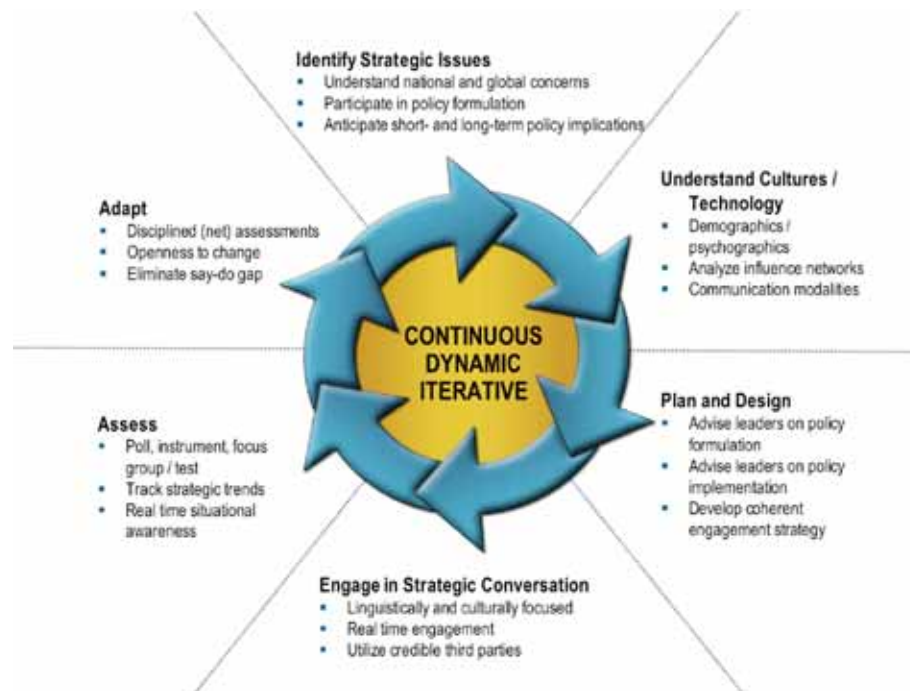 Identify Strategic Issues
▪ Understand national and global concerns
▪ Participate in policy formulation
▪ Anticipate short- and long-term policy implications
Understand Cultures /
Technology
▪ Demographics /
psychographics
▪ Analyze influence networks
▪ Communication modalities
Plan and Design
▪ Advise leaders on policy
formulation
▪ Advise leaders on policy
implementation
▪ Develop coherent
engagement strategy
Engage in Strategic Conversation
▪ Linguistically and culturally focused
▪ Real time engagement
▪ Utilize credible third parties
Assess
▪ Poll, instrument, focus
group / test
▪ Track strategic trends
▪ Real time situational
awareness
Adapt
▪ Disciplined (net) assessments
▪ Openness to change
▪ Eliminate say-do gap
CONTINUOUS
DYNAMIC
ITERATIVE